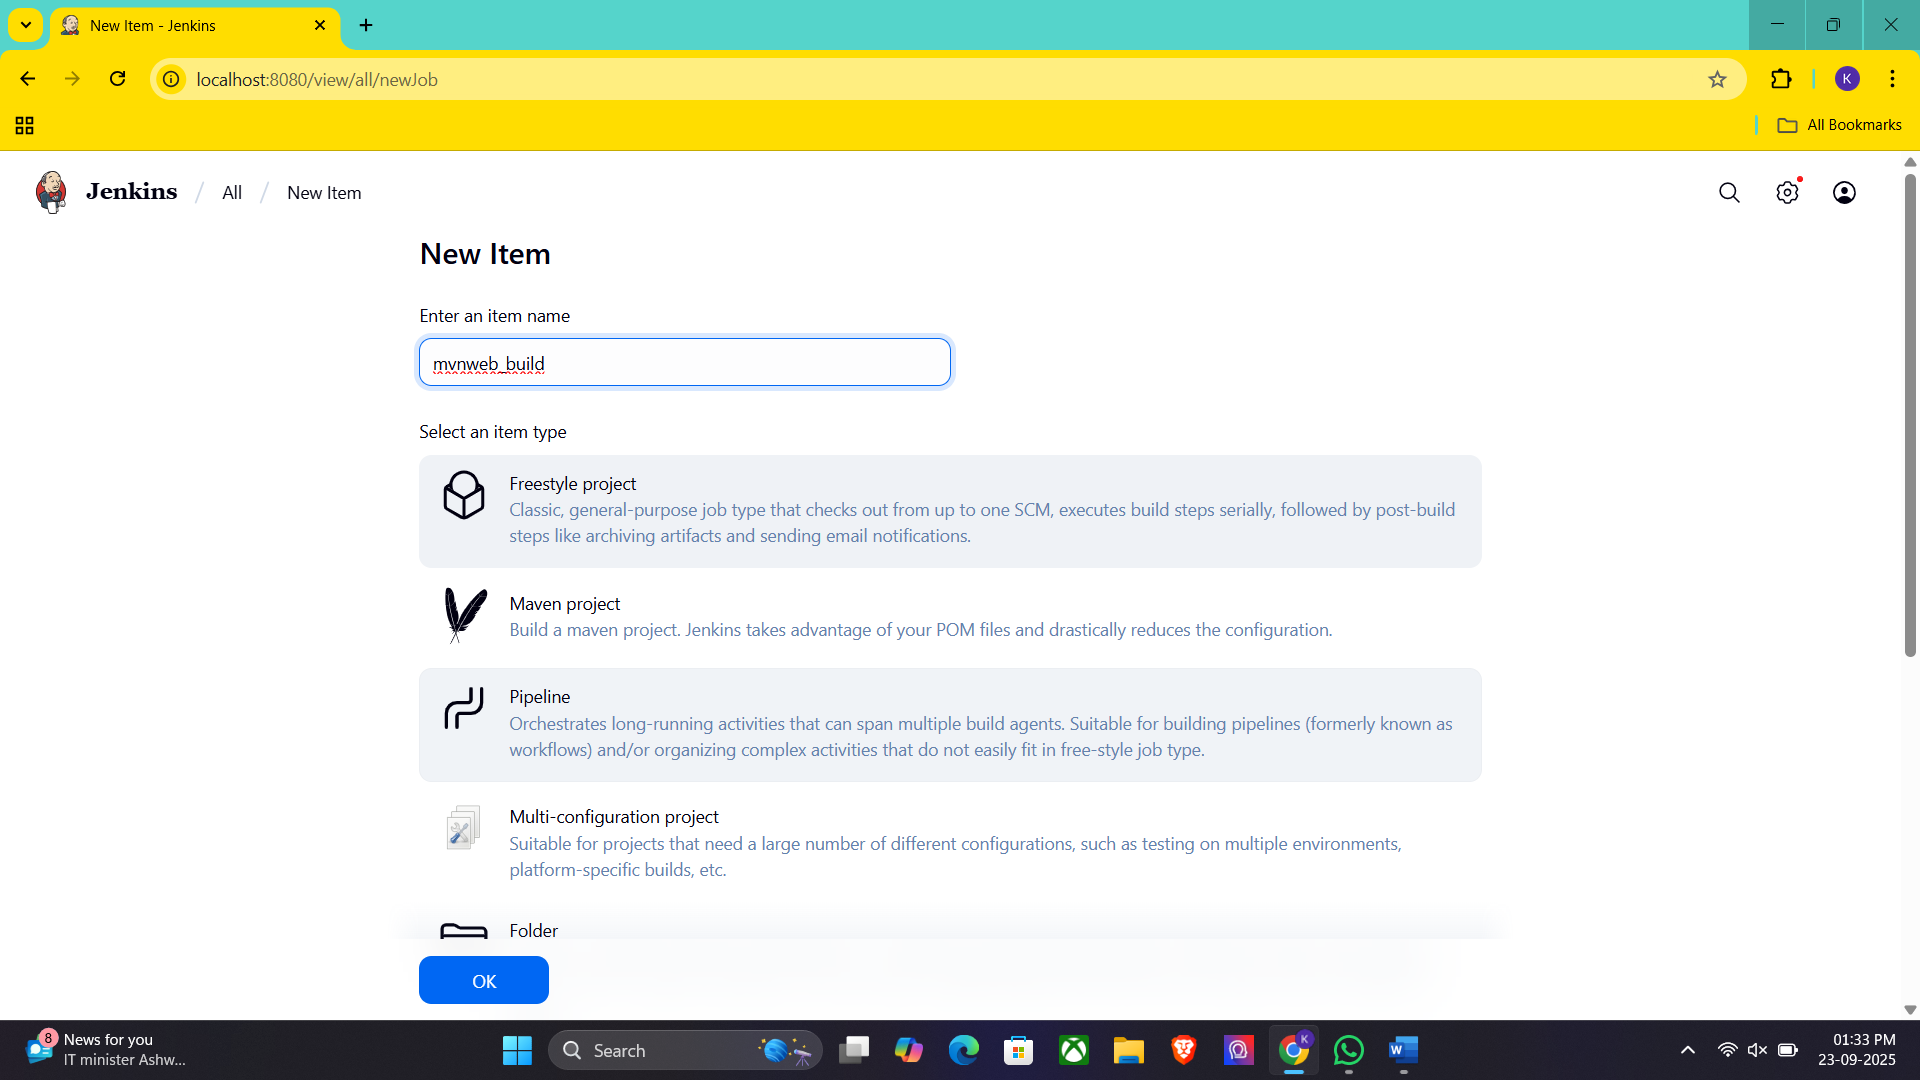 New Item - Jenkins
localhost:8080/view/all/newJob
K
All Bookmarks
Jenkins / All / New Item
New Item
Enter an item name
mvnweb_build
Select an item type
Freestyle project
Classic, general-purpose job type that checks out from up to one SCM, executes build steps serially, followed by post-build
steps like archiving artifacts and sending email notifications.
Maven project
Build a maven project. Jenkins takes advantage of your POM files and drastically reduces the configuration.
Pipeline
Orchestrates long-running activities that can span multiple build agents. Suitable for building pipelines (formerly known as
workflows) and/or organizing complex activities that do not easily fit in free-style job type.
Multi-configuration project
Suitable for projects that need a large number of different configurations, such as testing on multiple environments,
platform-specific builds, etc.
Folder
OK
8
News for you
IT minister Ashw...
Search
K
W
01:33 PM
23-09-2025